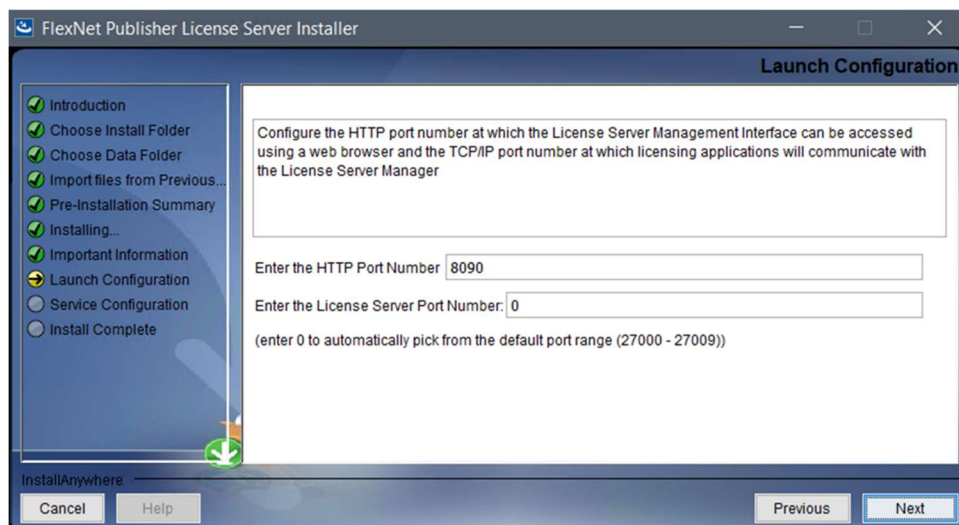 FlexNet Publisher License Server Installer
Launch Configuration
Introduction
Choose Install Folder
Choose Data Folder
Import files from Previous...
Pre-Installation Summary
Installing...
Important Information
Launch Configuration
Service Configuration
Install Complete
Configure the HTTP port number at which the License Server Management Interface can be accessed
using a web browser and the TCP/IP port number at which licensing applications will communicate with
the License Server Manager
Enter the HTTP Port Number 8090
Enter the License Server Port Number: 0
(enter 0 to automatically pick from the default port range (27000 - 27009))
InstallAnywhere
Cancel Help Previous Next